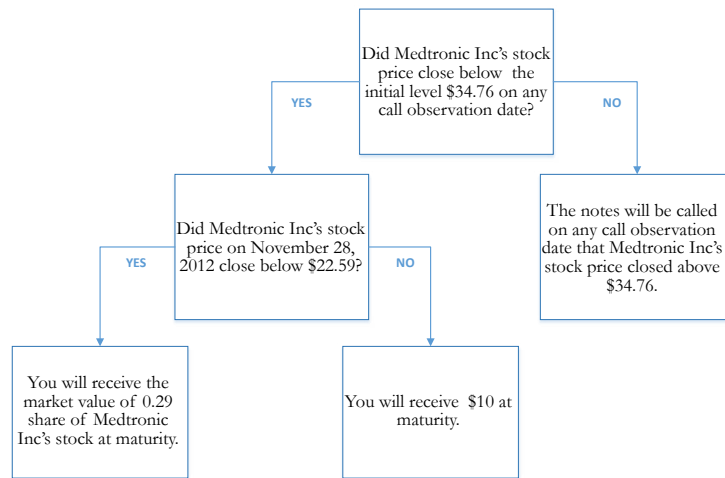 Did Medtronic Inc's stock
price close below the
initial level $34.76 on any
call observation date?
YES
NO
Did Medtronic Inc's stock
price on November 28,
2012 close below $22.59?
The notes will be called
on any call observation
date that Medtronic Inc's
stock price closed above
$34.76.
YES
NO
You will receive the
market value of 0.29
share of Medtronic
Inc's stock at maturity.
You will receive $10 at
maturity.